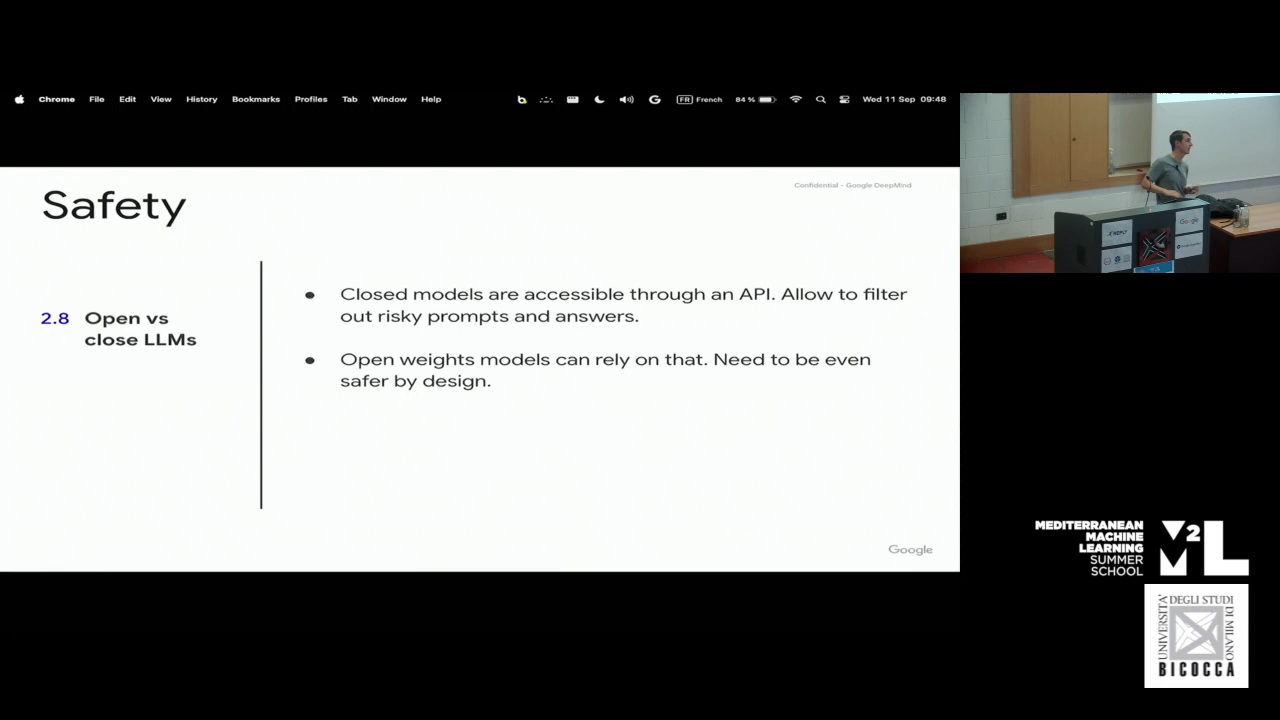 Chrome File Edit View History Bookmarks Profiles Tab Window Help FR French 84 % Wed 11 Sep 09:48
Confidential - Google DeepMind
Safety
2.8 Open vs
close LLMs
● Closed models are accessible through an API. Allow to filter
out risky prompts and answers.
● Open weights models can rely on that. Need to be even
safer by design.
Google
REPLY
Google
MEDITERRANEAN
MACHINE
LEARNING
SUMMER
SCHOOL
M2L
UNIVERSITA'
DEGLI STUDI
DI MILANO
BICOCCA